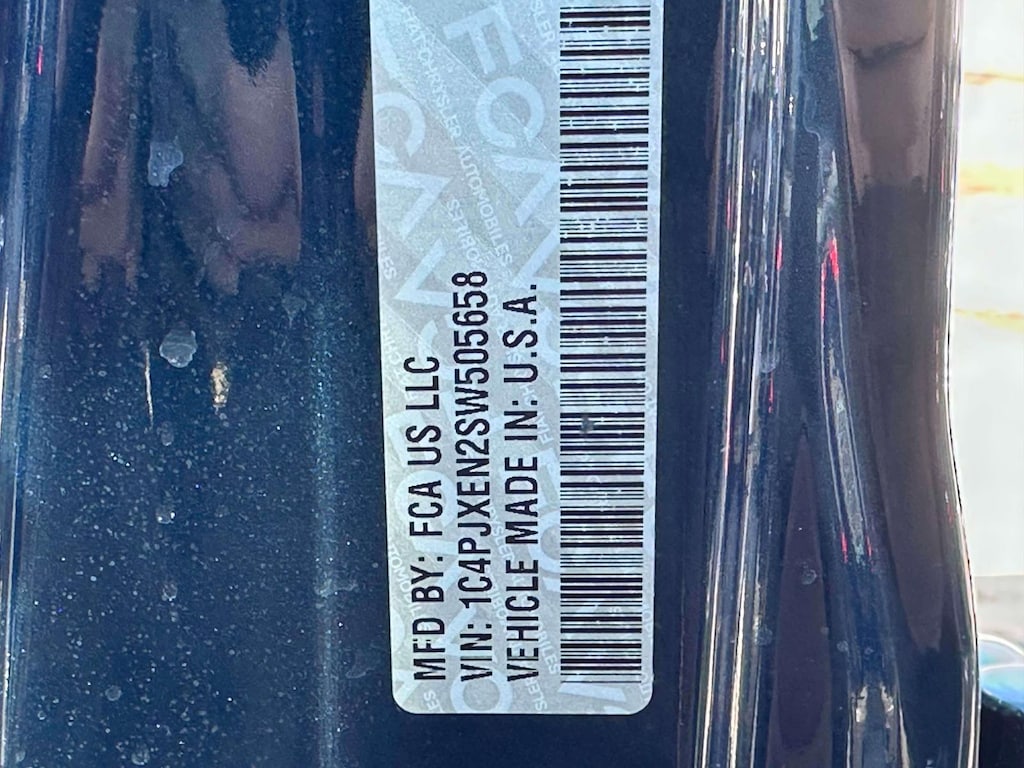 MFD BY: FCA US LLC
VIN: 1C4PJXEN2SW505658
VEHICLE MADE IN: U.S.A.